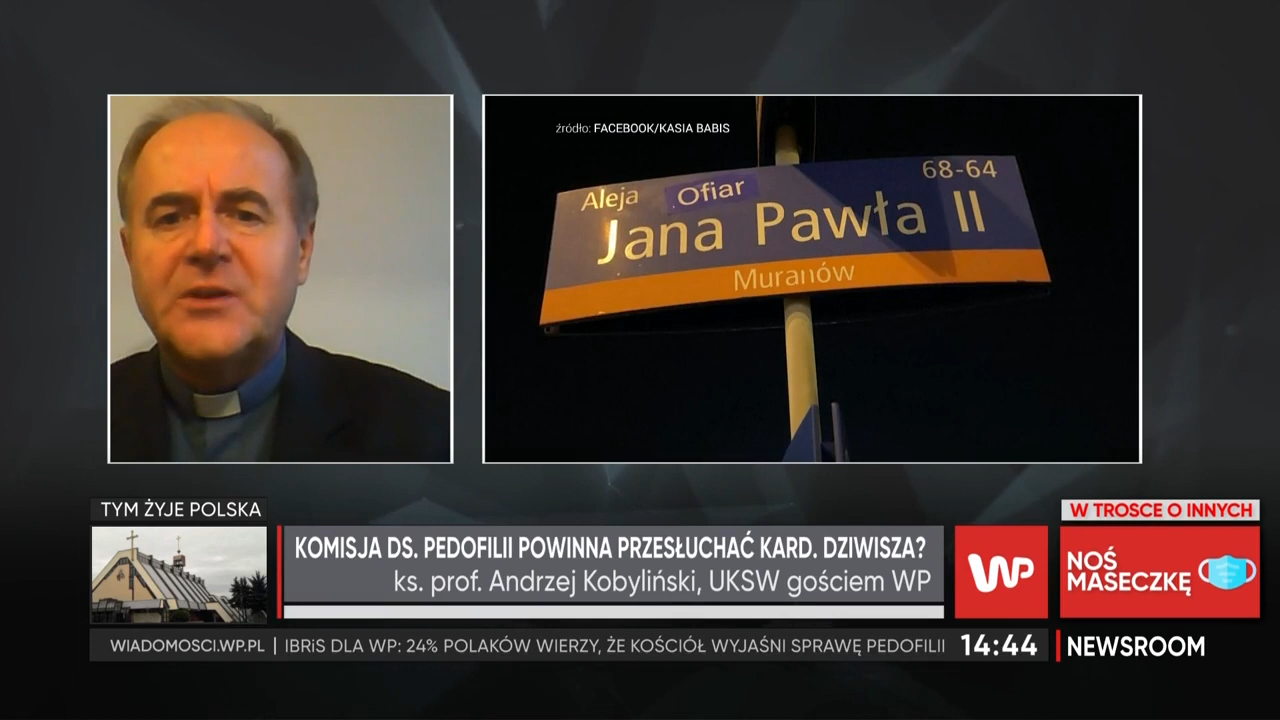 źródło: FACEBOOK/KASIA BABIS
68-64
Aleja Ofiar
Jana Pawła II
Muranów
TYM ŻYJE POLSKA
KOMISJA DS. PEDOFILII POWINNA PRZESŁUCHAĆ KARD. DZIWISZA?
ks. prof. Andrzej Kobyliński, UKSW gościem WP
WP
W TROSCE O INNYCH
NOŚ
MASECZKĘ
WIADOMOSCI.WP.PL | IBRiS DLA WP: 24% POLAKÓW WIERZY, ŻE KOŚCIÓŁ WYJAŚNI SPRAWĘ PEDOFILII
14:44
NEWSROOM